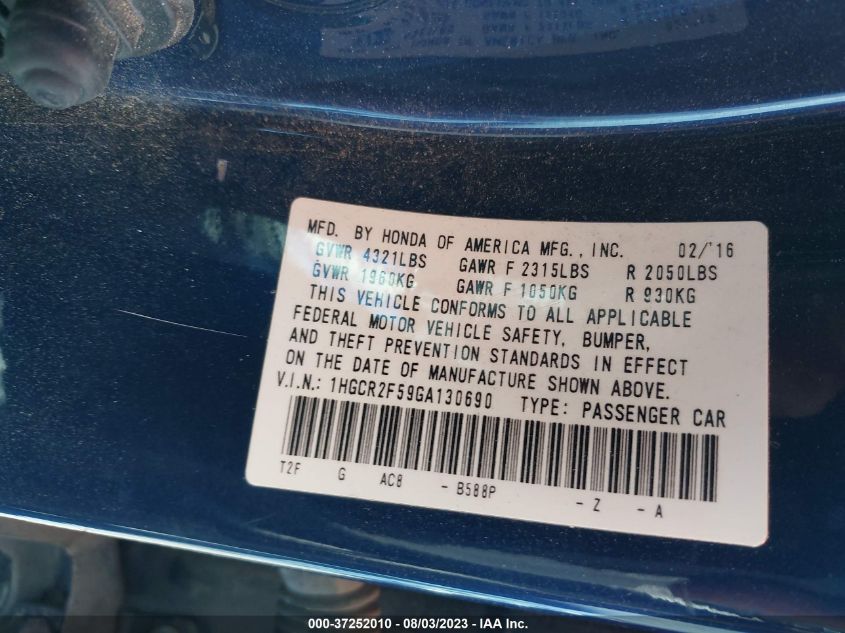 MFD. BY HONDA OF AMERICA MFG., INC. 02/'16
GVWR 4321LBS GAWR F 2315LBS R 2050LBS
GVWR 1960KG GAWR F 1050KG R 930KG
THIS VEHICLE CONFORMS TO ALL APPLICABLE
FEDERAL MOTOR VEHICLE SAFETY, BUMPER,
AND THEFT PREVENTION STANDARDS IN EFFECT
ON THE DATE OF MANUFACTURE SHOWN ABOVE.
V.I.N.: 1HGCR2F59GA130690 TYPE: PASSENGER CAR
T2F G AC8 - B588P - Z - A
000-37252010 - 08/03/2023 - IAA Inc.